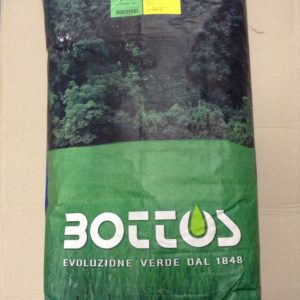 BOTTOS
EVOLUZIONE VERDE DAL 1848